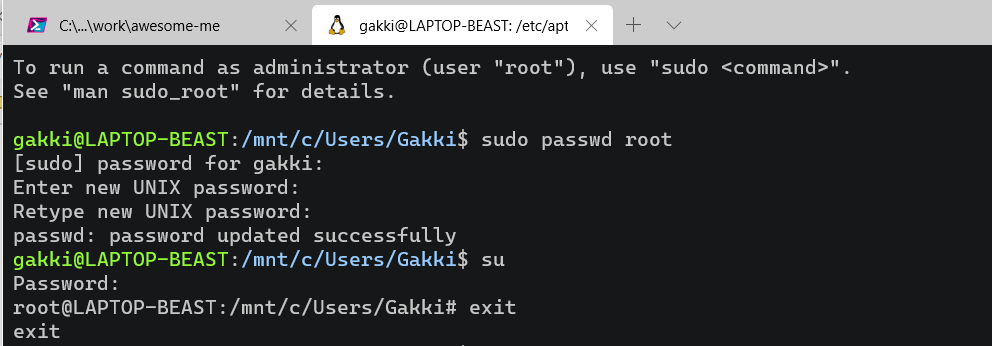 C:\...\work\awesome-me
gakki@LAPTOP-BEAST: /etc/apt
To run a command as administrator (user "root"), use "sudo <command>".
See "man sudo_root" for details.
gakki@LAPTOP-BEAST:/mnt/c/Users/Gakki$ sudo passwd root
[sudo] password for gakki:
Enter new UNIX password:
Retype new UNIX password:
passwd: password updated successfully
gakki@LAPTOP-BEAST:/mnt/c/Users/Gakki$ su
Password:
root@LAPTOP-BEAST:/mnt/c/Users/Gakki# exit
exit